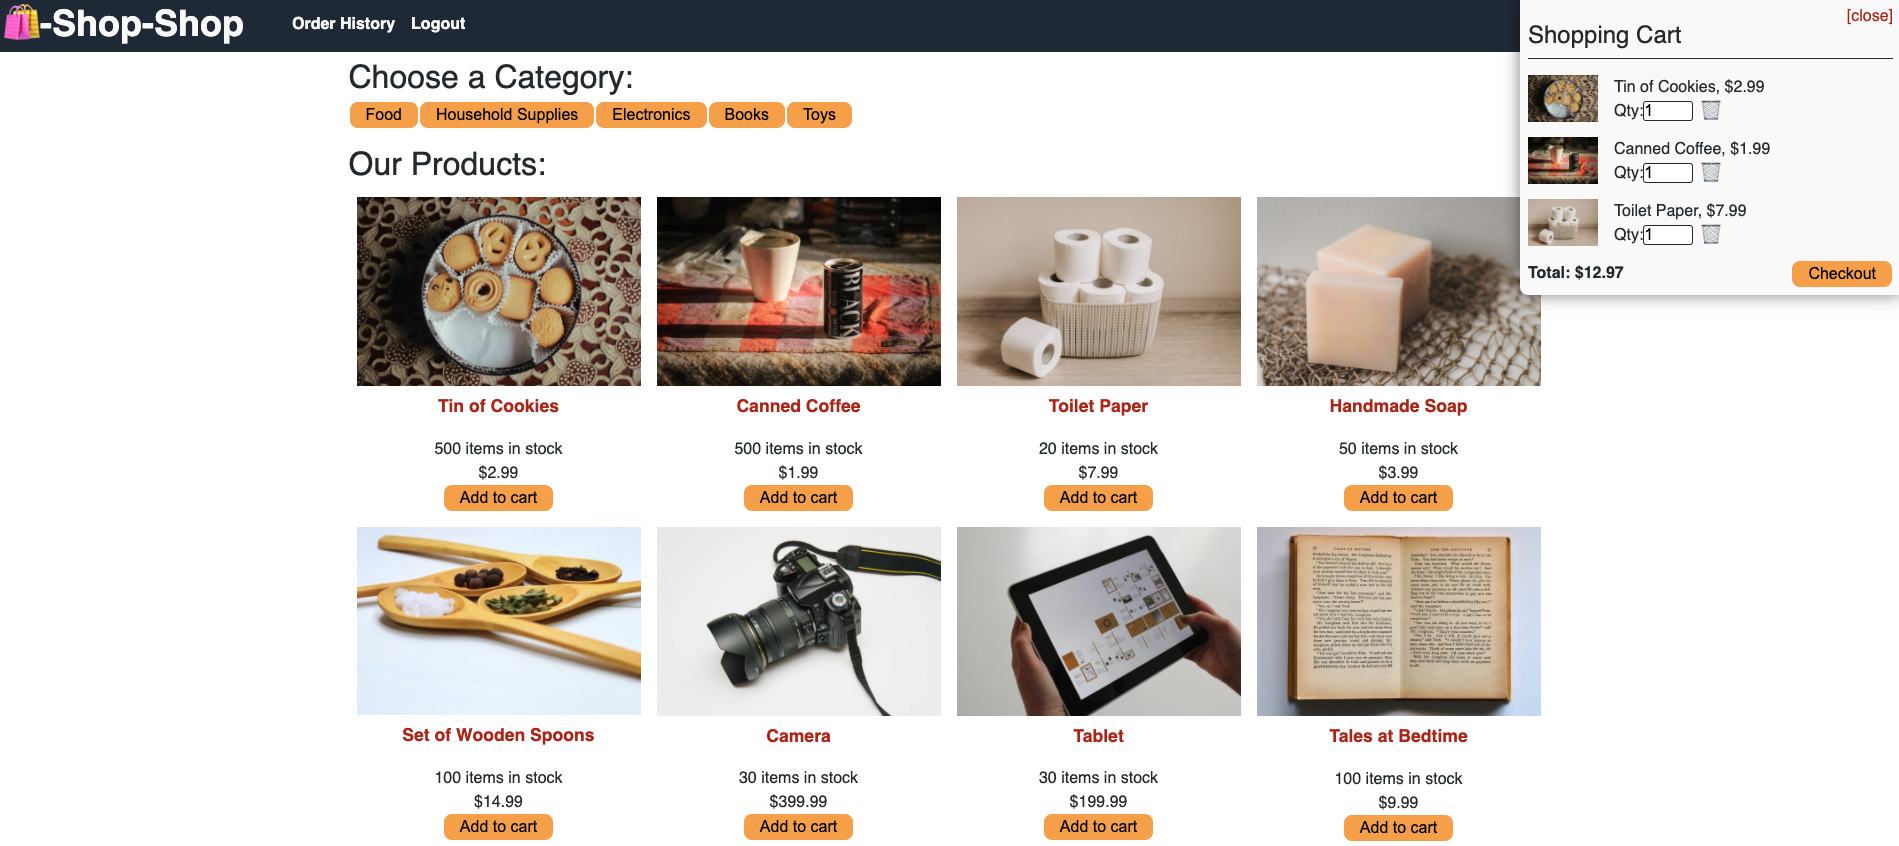 -Shop-Shop
Order History Logout
[close]
Shopping Cart
Tin of Cookies, $2.99
Qty:1
Canned Coffee, $1.99
Qty:1
Toilet Paper, $7.99
Qty:1
Total: $12.97 Checkout
Choose a Category:
Food Household Supplies Electronics Books Toys
Our Products:
BLACK
Tin of Cookies
500 items in stock
$2.99
Add to cart
Canned Coffee
500 items in stock
$1.99
Add to cart
Toilet Paper
20 items in stock
$7.99
Add to cart
Handmade Soap
50 items in stock
$3.99
Add to cart
Set of Wooden Spoons
100 items in stock
$14.99
Add to cart
Camera
30 items in stock
$399.99
Add to cart
Tablet
30 items in stock
$199.99
Add to cart
Tales at Bedtime
100 items in stock
$9.99
Add to cart